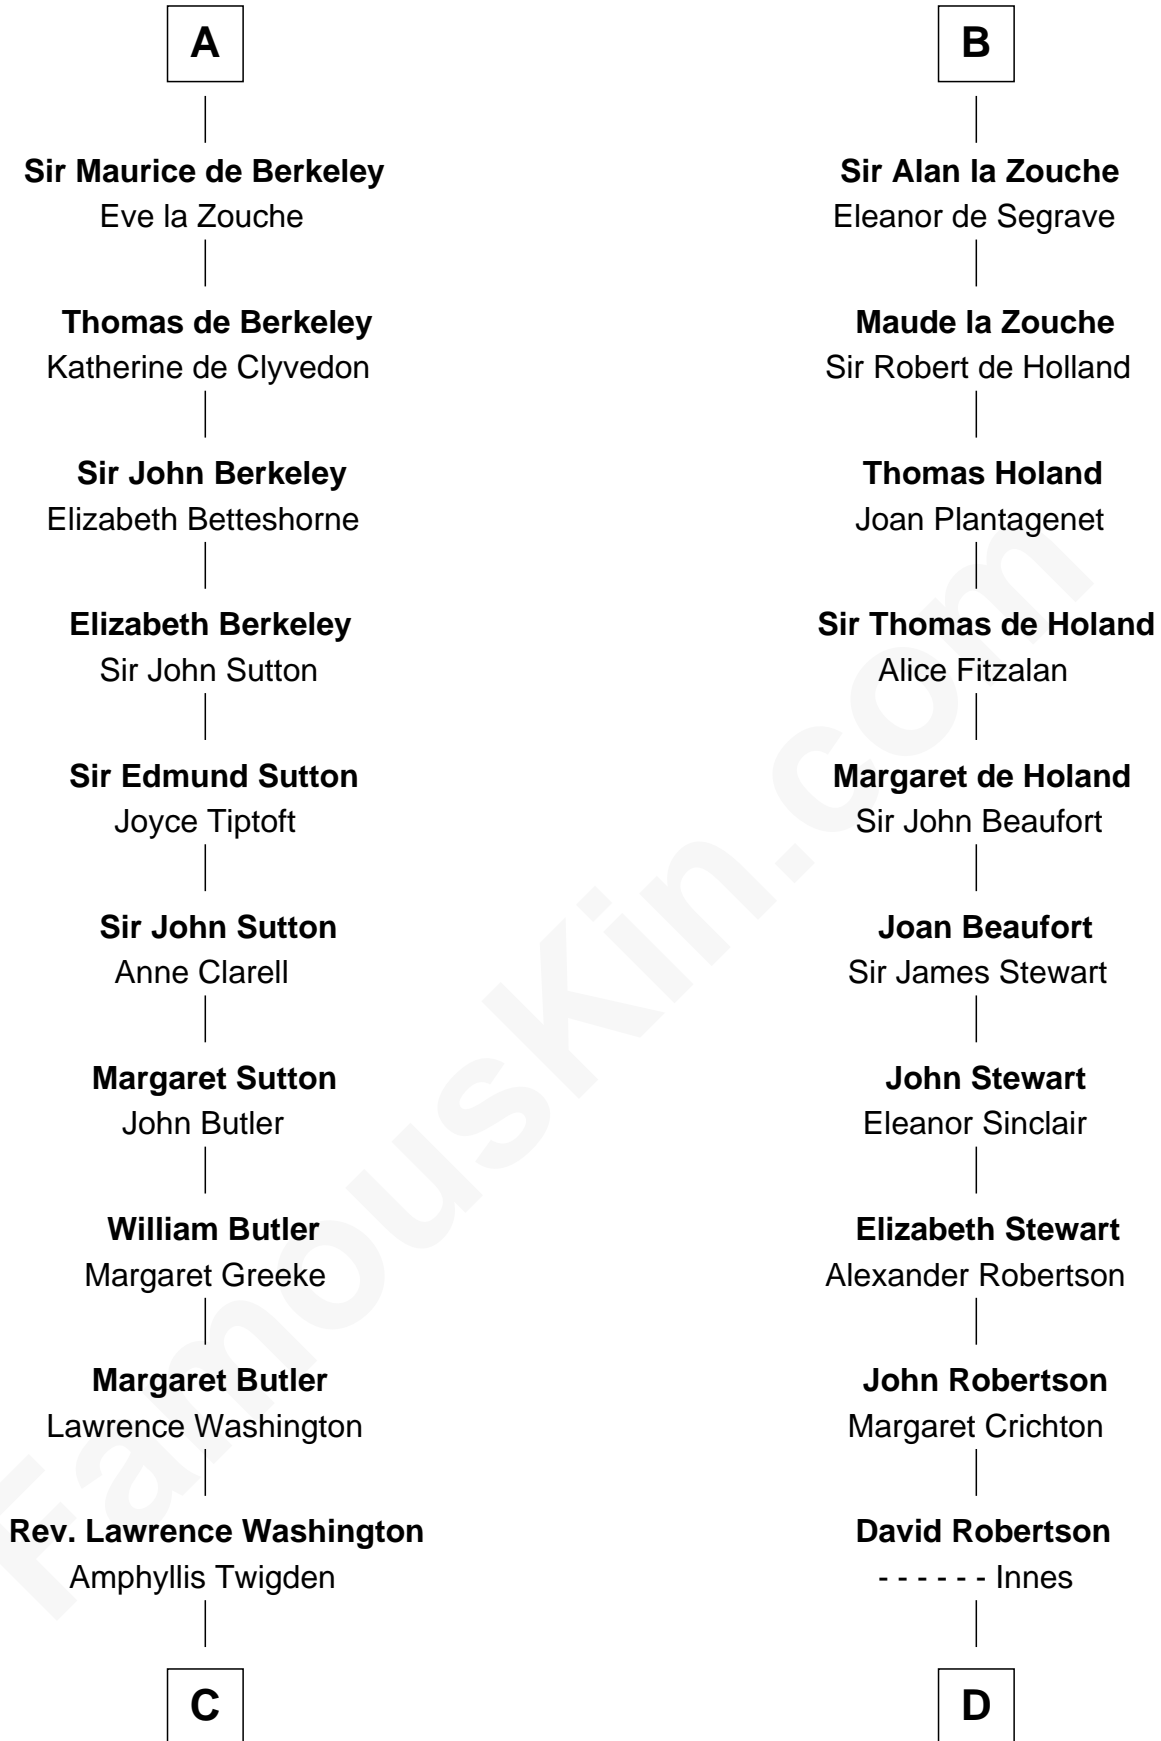 A
Sir Maurice de Berkeley
Eve la Zouche
Thomas de Berkeley
Katherine de Clyvedon
Sir John Berkeley
Elizabeth Betteshorne
Elizabeth Berkeley
Sir John Sutton
Sir Edmund Sutton
Joyce Tiptoft
Sir John Sutton
Anne Clarell
Margaret Sutton
John Butler
William Butler
Margaret Greeke
Margaret Butler
Lawrence Washington
Rev. Lawrence Washington
Amphyllis Twigden
C
B
Sir Alan la Zouche
Eleanor de Segrave
Maude la Zouche
Sir Robert de Holland
Thomas Holand
Joan Plantagenet
Sir Thomas de Holand
Alice Fitzalan
Margaret de Holand
Sir John Beaufort
Joan Beaufort
Sir James Stewart
John Stewart
Eleanor Sinclair
Elizabeth Stewart
Alexander Robertson
John Robertson
Margaret Crichton
David Robertson
- - - - - - Innes
D
FamousKin.com